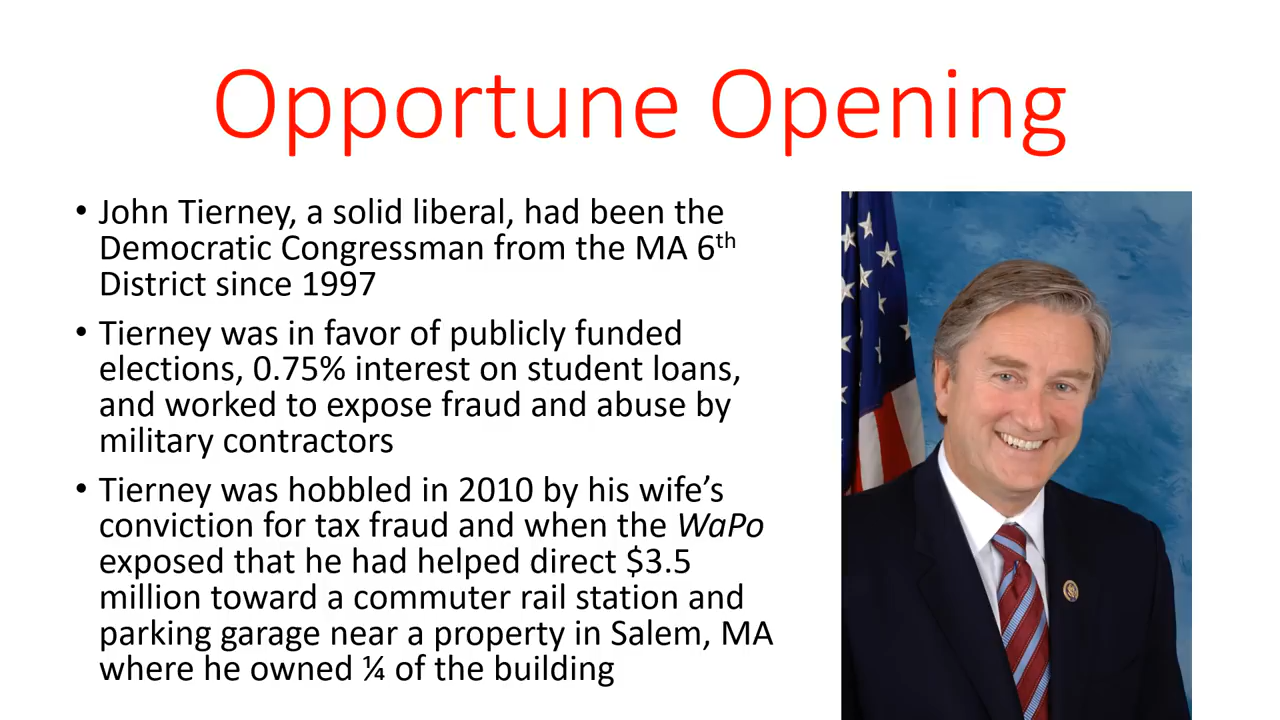 Opportune Opening
• John Tierney, a solid liberal, had been the
Democratic Congressman from the MA 6th
District since 1997
• Tierney was in favor of publicly funded
elections, 0.75% interest on student loans,
and worked to expose fraud and abuse by
military contractors
• Tierney was hobbled in 2010 by his wife’s
conviction for tax fraud and when the WaPo
exposed that he had helped direct $3.5
million toward a commuter rail station and
parking garage near a property in Salem, MA
where he owned ¼ of the building